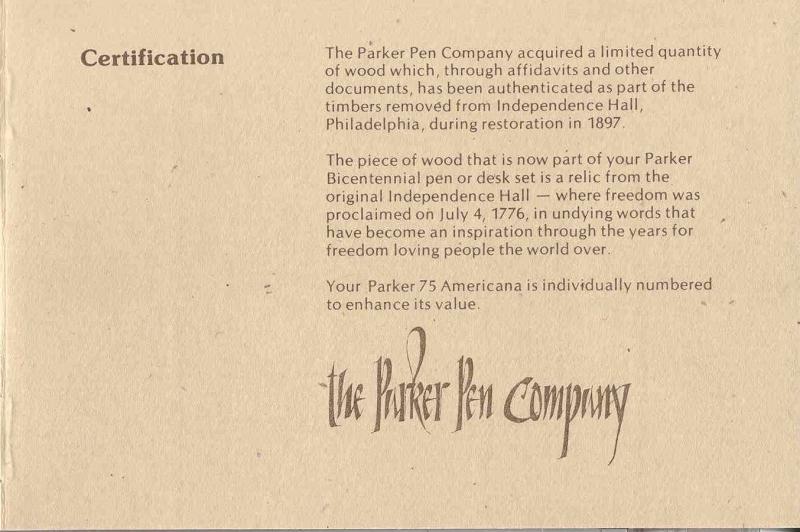 Certification
The Parker Pen Company acquired a limited quantity
of wood which, through affidavits and other
documents, has been authenticated as part of the
timbers removed from Independence Hall,
Philadelphia, during restoration in 1897.
The piece of wood that is now part of your Parker
Bicentennial pen or desk set is a relic from the
original Independence Hall — where freedom was
proclaimed on July 4, 1776, in undying words that
have become an inspiration through the years for
freedom loving people the world over.
Your Parker 75 Americana is individually numbered
to enhance its value.
the Parker Pen Company